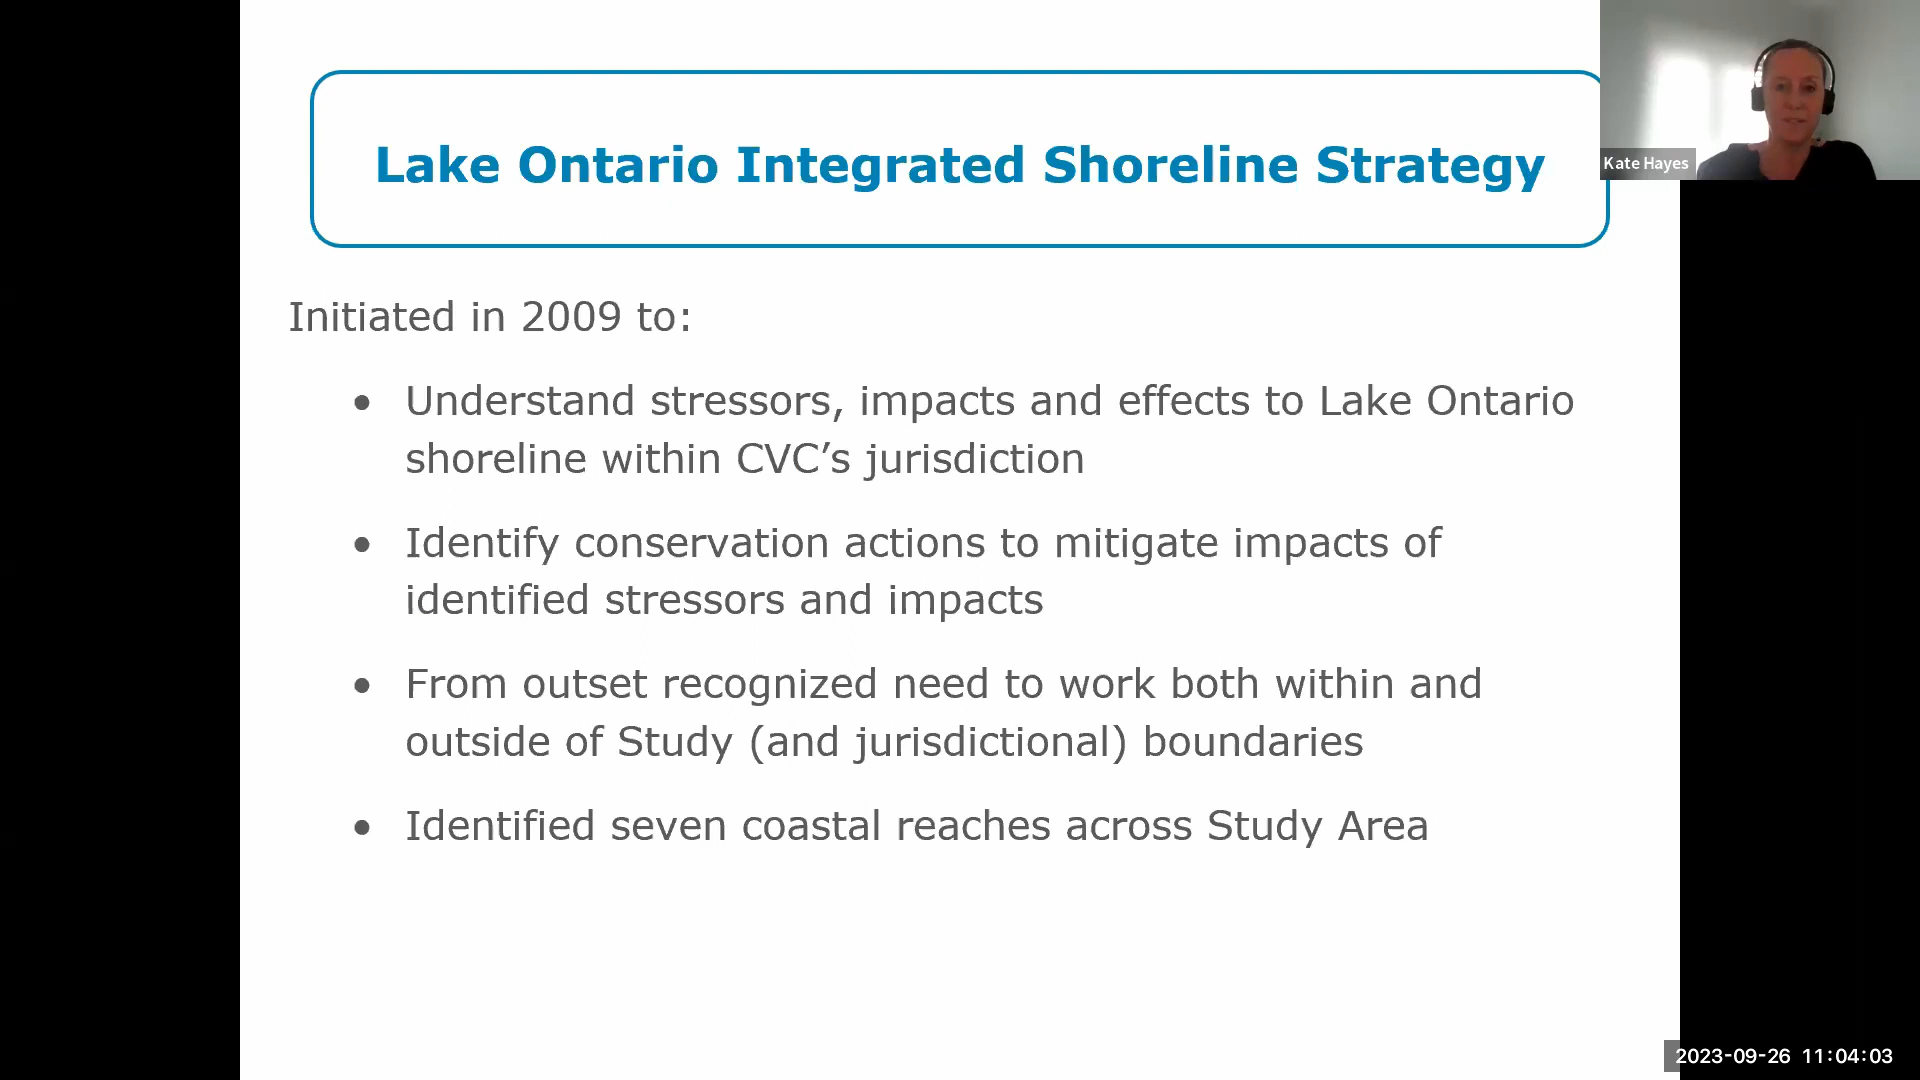 Lake Ontario Integrated Shoreline Strategy
Kate Hayes
Initiated in 2009 to:
• Understand stressors, impacts and effects to Lake Ontario
shoreline within CVC’s jurisdiction
• Identify conservation actions to mitigate impacts of
identified stressors and impacts
• From outset recognized need to work both within and
outside of Study (and jurisdictional) boundaries
• Identified seven coastal reaches across Study Area
2023-09-26 11:04:03